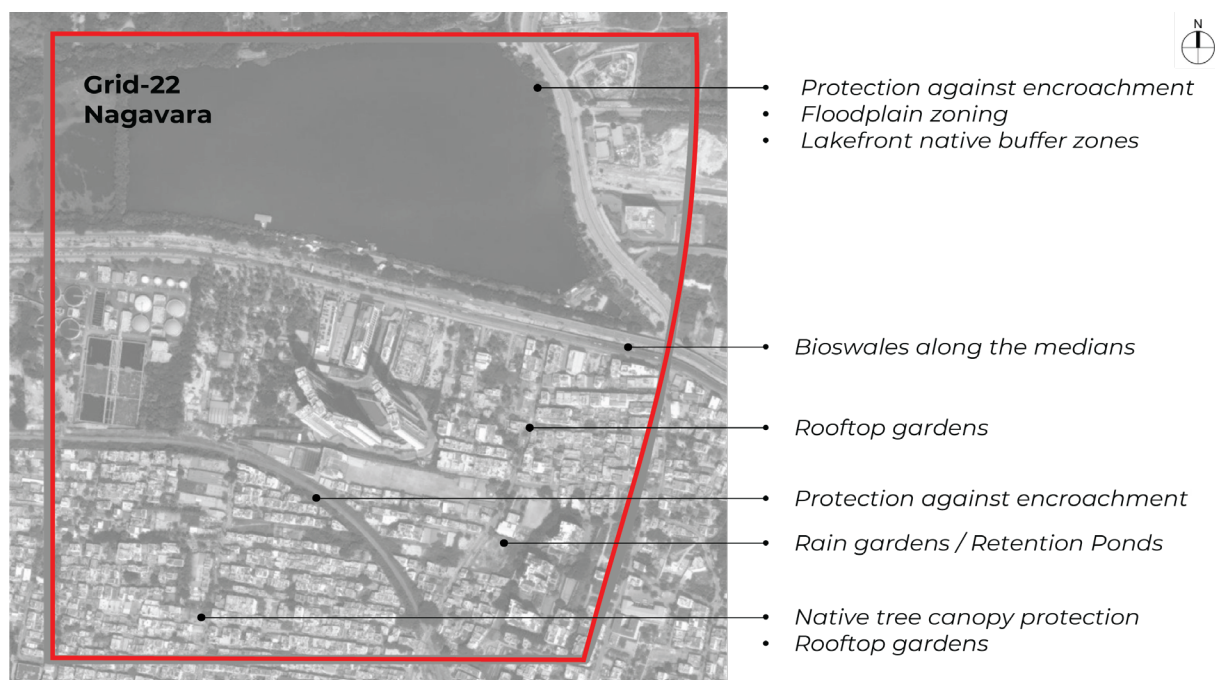 N
Grid-22
Nagavara
• Protection against encroachment
• Floodplain zoning
• Lakefront native buffer zones
• Bioswales along the medians
• Rooftop gardens
• Protection against encroachment
• Rain gardens / Retention Ponds
• Native tree canopy protection
• Rooftop gardens